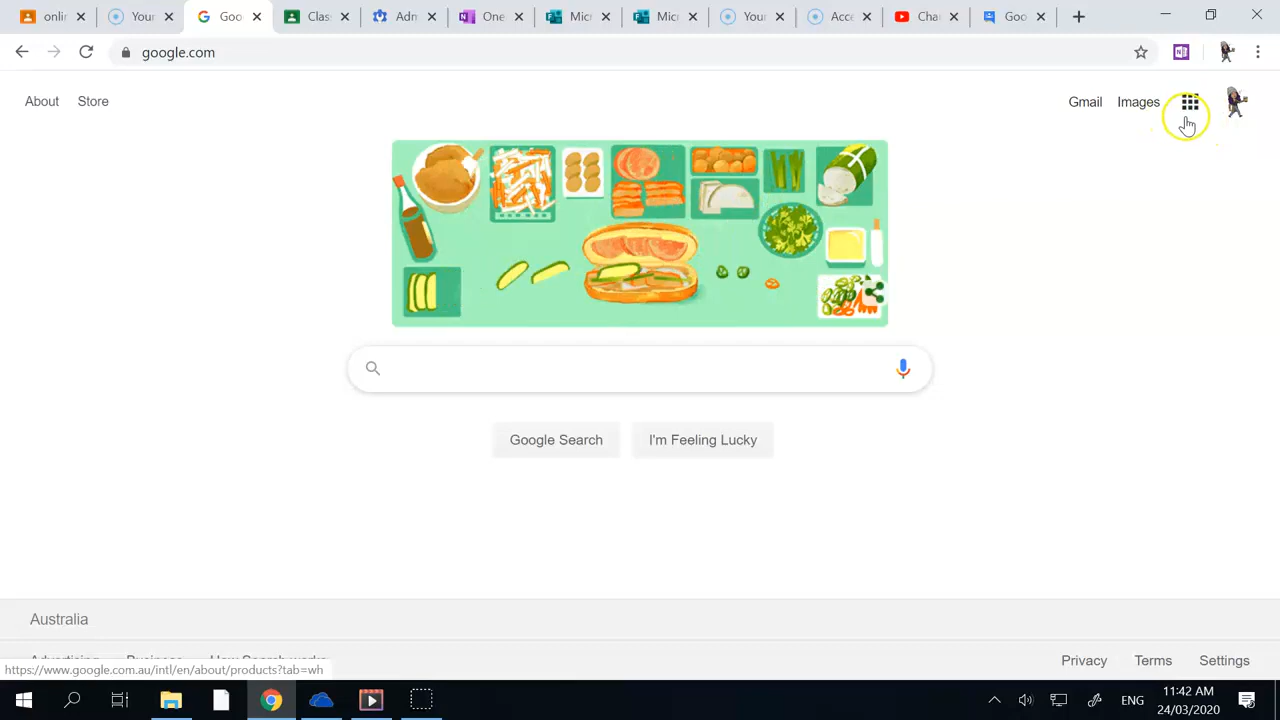 onli
Your
Goo
Clas
Adn
One
Micr
Micr
You
Acce
Cha
Goo
google.com
About
Store
Gmail
Images
Google Search
I'm Feeling Lucky
Australia
https://www.google.com.au/intl/en/about/products?tab=wh
Privacy
Terms
Settings
ENG
11:42 AM
24/03/2020